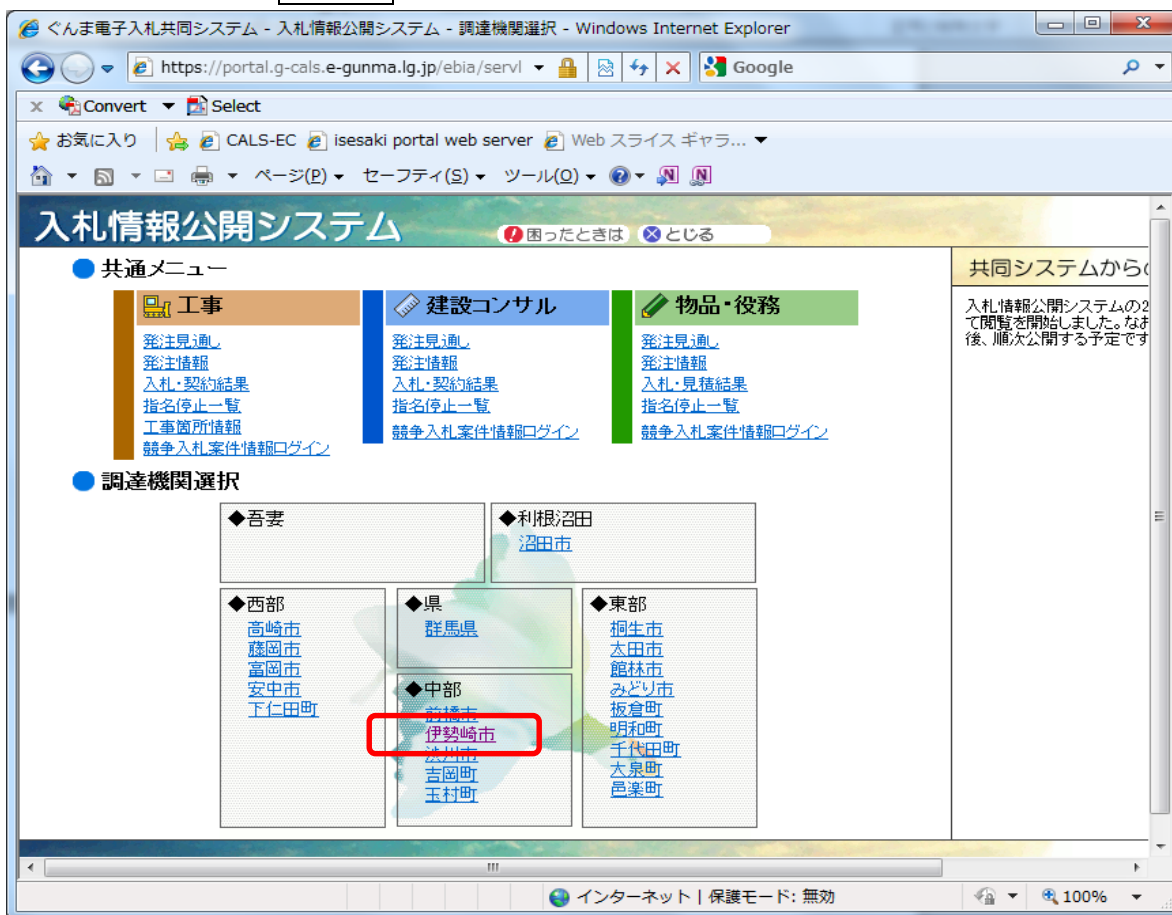 ぐんま電子入札共同システム - 入札情報公開システム - 調達機関選択 - Windows Internet Explorer
https://portal.g-cals.e-gunma.lg.jp/ebia/servl Google
x Convert Select
お気に入り CALS-EC isesaki portal web server Web スライス ギャラ...
ページ(P) セーフティ(S) ツール(O)
入札情報公開システム 困ったときは とじる
共通メニュー
工事
発注見通し
発注情報
入札・契約結果
指名停止一覧
工事箇所情報
競争入札案件情報ログイン
建設コンサル
発注見通し
発注情報
入札・契約結果
指名停止一覧
競争入札案件情報ログイン
物品・役務
発注見通し
発注情報
入札・見積結果
指名停止一覧
競争入札案件情報ログイン
共同システムから
入札情報公開システムの2
て閲覧を開始しました。なお
後、順次公開する予定です
調達機関選択
◆吾妻
◆利根沼田
沼田市
◆西部
高崎市
藤岡市
富岡市
安中市
下仁田町
◆県
群馬県
◆中部
前橋市
伊勢崎市
渋川市
吉岡町
玉村町
◆東部
桐生市
太田市
館林市
みどり市
板倉町
明和町
千代田町
大泉町
邑楽町
インターネット | 保護モード: 無効 100%